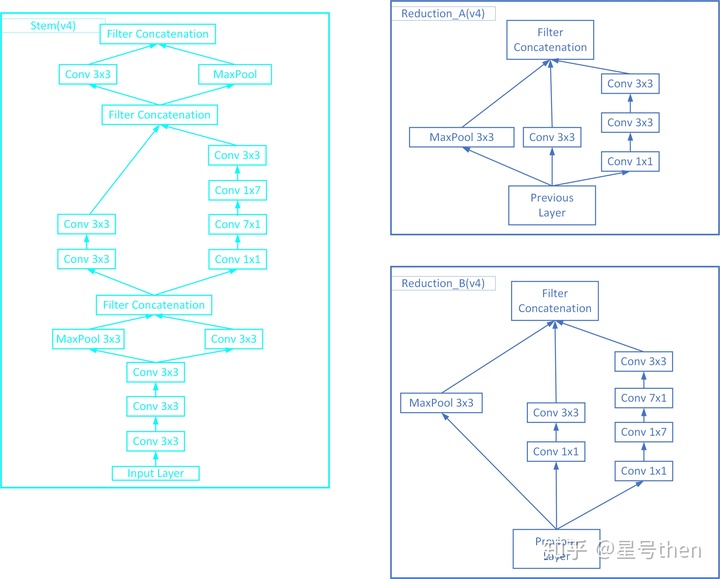 Stem(v4)
Filter Concatenation
Conv 3x3
MaxPool
Filter Concatenation
Conv 3x3
Conv 1x7
Conv 3x3
Conv 7x1
Conv 3x3
Conv 1x1
Filter Concatenation
MaxPool 3x3
Conv 3x3
Conv 3x3
Conv 3x3
Conv 3x3
Input Layer
Reduction_A(v4)
Filter
Concatenation
Conv 3x3
Conv 3x3
MaxPool 3x3
Conv 3x3
Conv 1x1
Previous
Layer
Reduction_B(v4)
Filter
Concatenation
Conv 3x3
Conv 7x1
MaxPool 3x3
Conv 3x3
Conv 1x7
Conv 1x1
Conv 1x1
Previous
Layer
知乎 @星号then